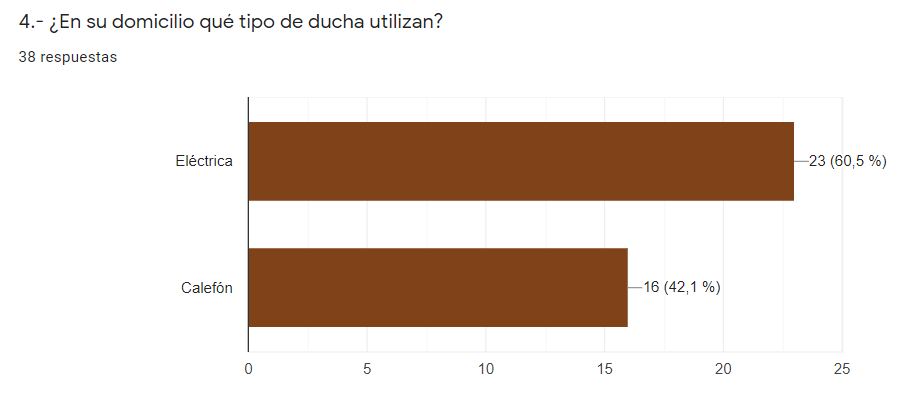 4.- ¿En su domicilio qué tipo de ducha utilizan?
38 respuestas
Eléctrica
23 (60,5 %)
Calefón
16 (42,1 %)
0 5 10 15 20 25